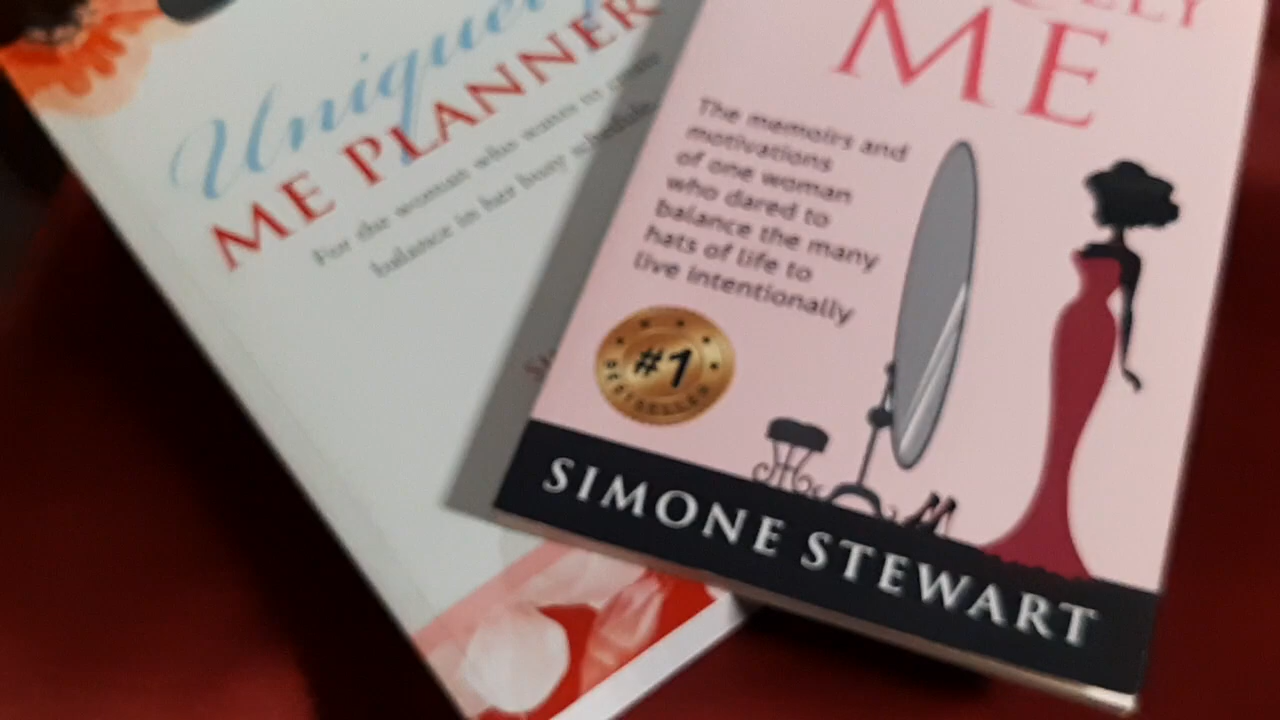 ME PLANNER
For the woman who wants to
balance in her busy schedule
ME
The memoirs and
motivations
of one woman
who dared to
balance the many
hats of life to
live intentionally
#1
BESTSELLER
SIMONE STEWART